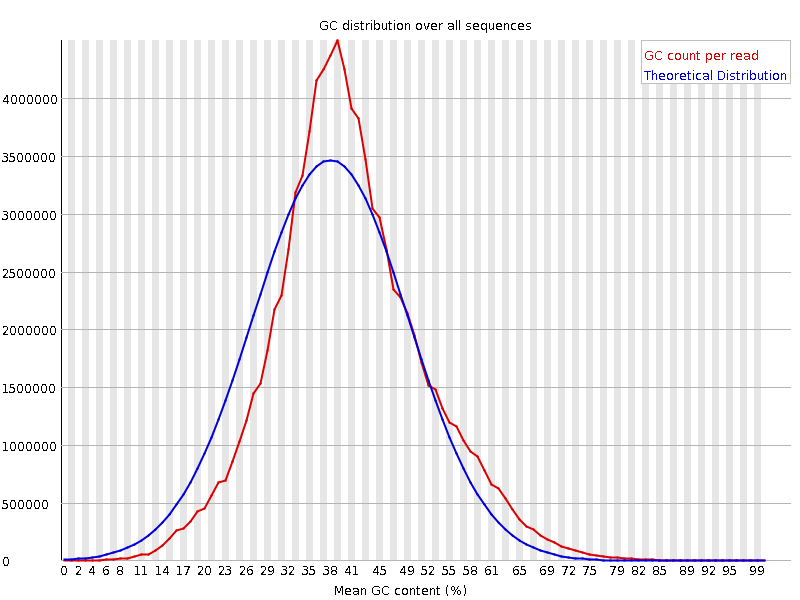 GC distribution over all sequences
GC count per read
Theoretical Distribution
4000000
3500000
3000000
2500000
2000000
1500000
1000000
500000
0
0 2 4 6 8 11 14 17 20 23 26 29 32 35 38 41 45 49 52 55 58 61 65 69 72 75 79 82 85 89 92 95 99
Mean GC content (%)